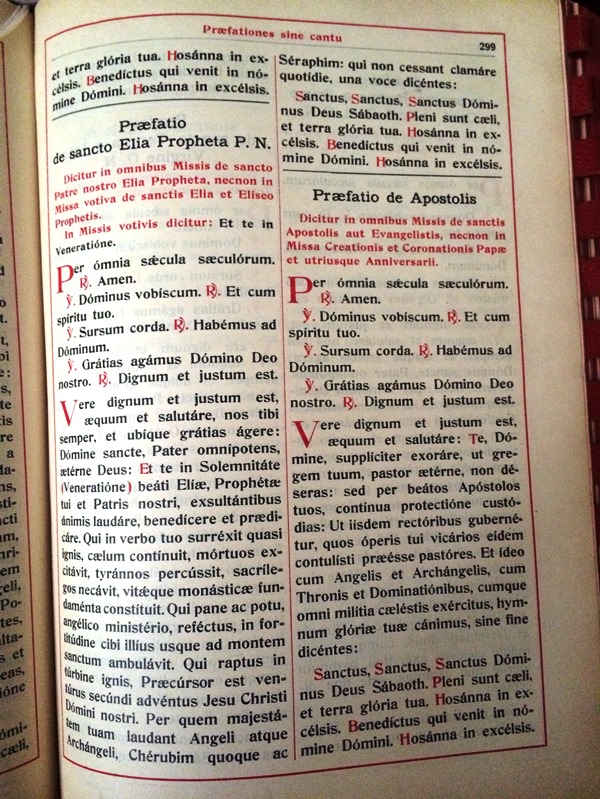 Præfationes sine cantu
299
et terra glória tua. Hosánna in ex-
célsis. Benedíctus qui venit in nó-
mine Dómini. Hosánna in excélsis.
Præfatio
de sancto Elia Propheta P. N.
Dicitur in omnibus Missis de sancto
Patre nostro Elia Propheta, necnon in
Missa votiva de sanctis Elia et Eliseo
Prophetis.
In Missis votivis dicitur: Et te in
Veneratióne.
Per ómnia sǽcula sæculórum.
℟. Amen.
℣. Dóminus vobíscum. ℟. Et cum
spíritu tuo.
℣. Sursum corda. ℟. Habémus ad
Dóminum.
℣. Grátias agámus Dómino Deo
nostro. ℟. Dignum et justum est.
Vere dignum et justum est,
æquum et salutáre, nos tibi
semper, et ubíque grátias ágere:
Dómine sancte, Pater omnípotens,
ætérne Deus: Et te in Solemnitáte
(Veneratióne) beáti Elíæ, Prophétæ
tui et Patris nostri, exsultántibus
ánimis laudáre, benedícere et prædi-
cáre. Qui in verbo tuo surréxit quasi
ignis, cælum contínuit, mórtuos ex-
citávit, tyránnos percússit, sacríle-
gos necávit, vitǽque monásticæ fun-
daménta constítuit. Qui pane ac potu,
angélico ministério, reféctus, in for-
titúdine cibi illíus usque ad montem
sanctum ambulávit. Qui raptus in
túrbine ignis, Præcúrsor est ven-
túrus secúndi advéntus Jesu Christi
Dómini nostri. Per quem majestá-
tem tuam laudant Angeli atque
Archángeli, Chérubim quoque ac
Séraphim: qui non cessant clamáre
quotídie, una voce dicéntes:
Sanctus, Sanctus, Sanctus Dómi-
nus Deus Sábaoth. Pleni sunt cæli,
et terra glória tua. Hosánna in ex-
célsis. Benedíctus qui venit in nó-
mine Dómini. Hosánna in excélsis.
Præfatio de Apostolis
Dicitur in omnibus Missis de sanctis
Apostolis aut Evangelistis, necnon in
Missa Creationis et Coronationis Papæ
et utriusque Anniversarii.
Per ómnia sǽcula sæculórum.
℟. Amen.
℣. Dóminus vobíscum. ℟. Et cum
spíritu tuo.
℣. Sursum corda. ℟. Habémus ad
Dóminum.
℣. Grátias agámus Dómino Deo
nostro. ℟. Dignum et justum est.
Vere dignum et justum est,
æquum et salutáre: Te, Dó-
mine, supplíciter exoráre, ut gre-
gem tuum, pastor ætérne, non dé-
seras: sed per beátos Apóstolos
tuos, contínua protectióne custó-
dias: Ut iisdem rectóribus guberné-
tur, quos óperis tui vicários eídem
contulísti præésse pastóres. Et ídeo
cum Angelis et Archángelis, cum
Thronis et Dominatiónibus, cumque
omni milítia cæléstis exércitus, hym-
num glóriæ tuæ cánimus, sine fine
dicéntes:
Sanctus, Sanctus, Sanctus Dómi-
nus Deus Sábaoth. Pleni sunt cæli,
et terra glória tua. Hosánna in ex-
célsis. Benedíctus qui venit in nó-
mine Dómini. Hosánna in excélsis.